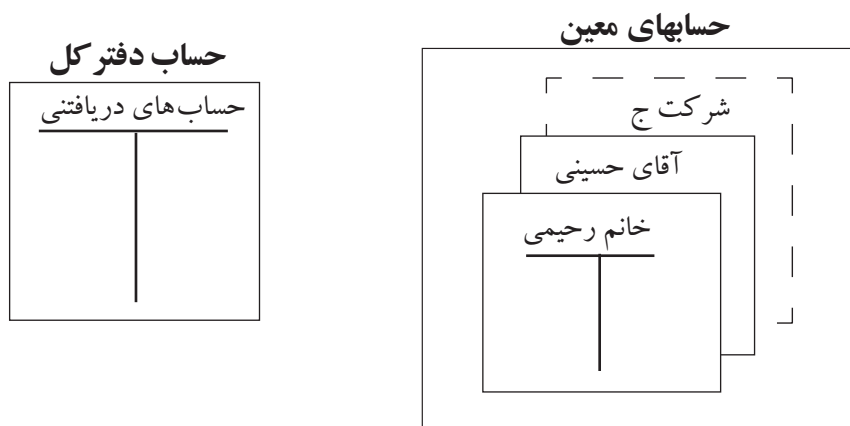 حسابهای معین
شرکت ج
آقای حسینی
خانم رحیمی
حساب دفتر کل
حساب‌های دریافتنی